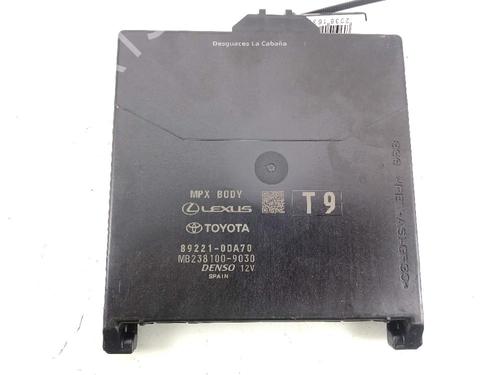 Desguaces La Cabaña
MPX BODY
LEXUS
T9
TOYOTA
89221-0DA70
MB238100-9030
DENSO 12V
SPAIN